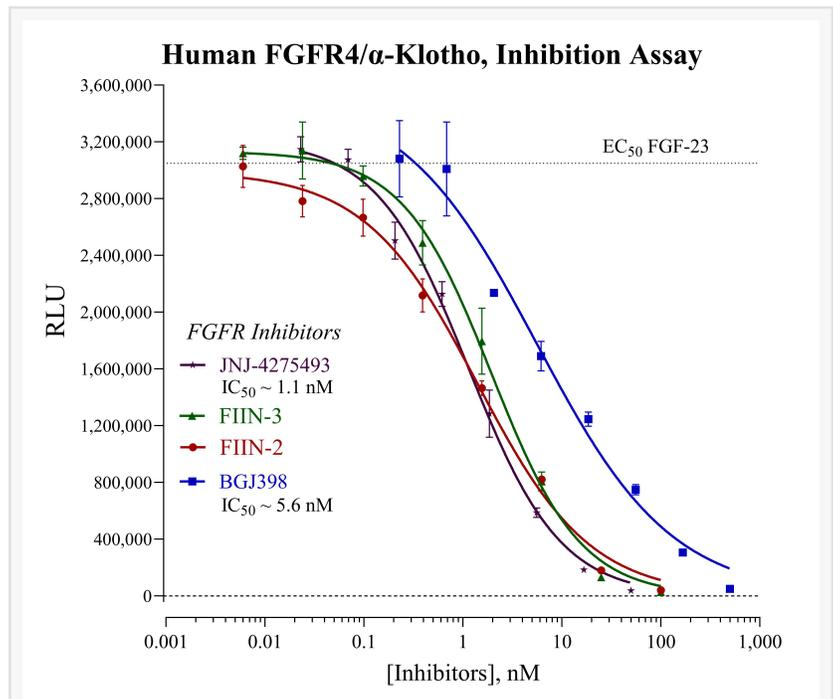 Human FGFR4/α-Klotho, Inhibition Assay
3,600,000
3,200,000
2,800,000
2,400,000
2,000,000
1,600,000
1,200,000
800,000
400,000
0
RLU
EC50 FGF-23
FGFR Inhibitors
JNJ-4275493
IC50 ~ 1.1 nM
FIIN-3
FIIN-2
BGJ398
IC50 ~ 5.6 nM
0.001 0.01 0.1 1 10 100 1,000
[Inhibitors], nM